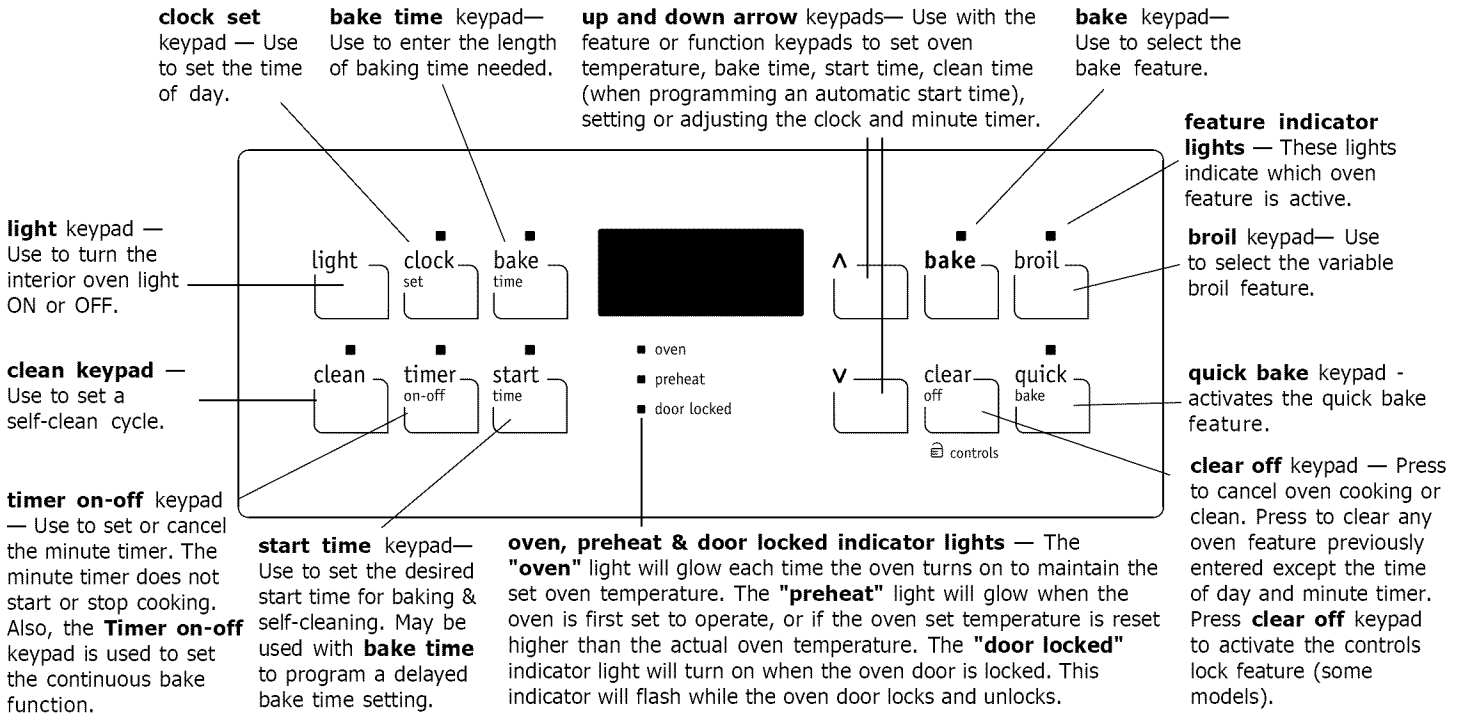 clock set
keypad — Use
to set the time
of day.
bake time keypad—
Use to enter the length
of baking time needed.
up and down arrow keypads— Use with the
feature or function keypads to set oven
temperature, bake time, start time, clean time
(when programming an automatic start time),
setting or adjusting the clock and minute timer.
bake keypad—
Use to select the
bake feature.
feature indicator
lights — These lights
indicate which oven
feature is active.
light keypad —
Use to turn the
interior oven light
ON or OFF.
broil keypad— Use
to select the variable
broil feature.
light
clock
set
bake
time
Λ
bake
broil
clean keypad —
Use to set a
self-clean cycle.
clean
timer
on-off
start
time
oven
preheat
door locked
V
clear
off
quick
bake
controls
quick bake keypad -
activates the quick bake
feature.
clear off keypad — Press
to cancel oven cooking or
clean. Press to clear any
oven feature previously
entered except the time
of day and minute timer.
Press clear off keypad
to activate the controls
lock feature (some
models).
timer on-off keypad
— Use to set or cancel
the minute timer. The
minute timer does not
start or stop cooking.
Also, the Timer on-off
keypad is used to set
the continuous bake
function.
start time keypad—
Use to set the desired
start time for baking &
self-cleaning. May be
used with bake time
to program a delayed
bake time setting.
oven, preheat & door locked indicator lights — The
"oven" light will glow each time the oven turns on to maintain the
set oven temperature. The "preheat" light will glow when the
oven is first set to operate, or if the oven set temperature is reset
higher than the actual oven temperature. The "door locked"
indicator light will turn on when the oven door is locked. This
indicator will flash while the oven door locks and unlocks.